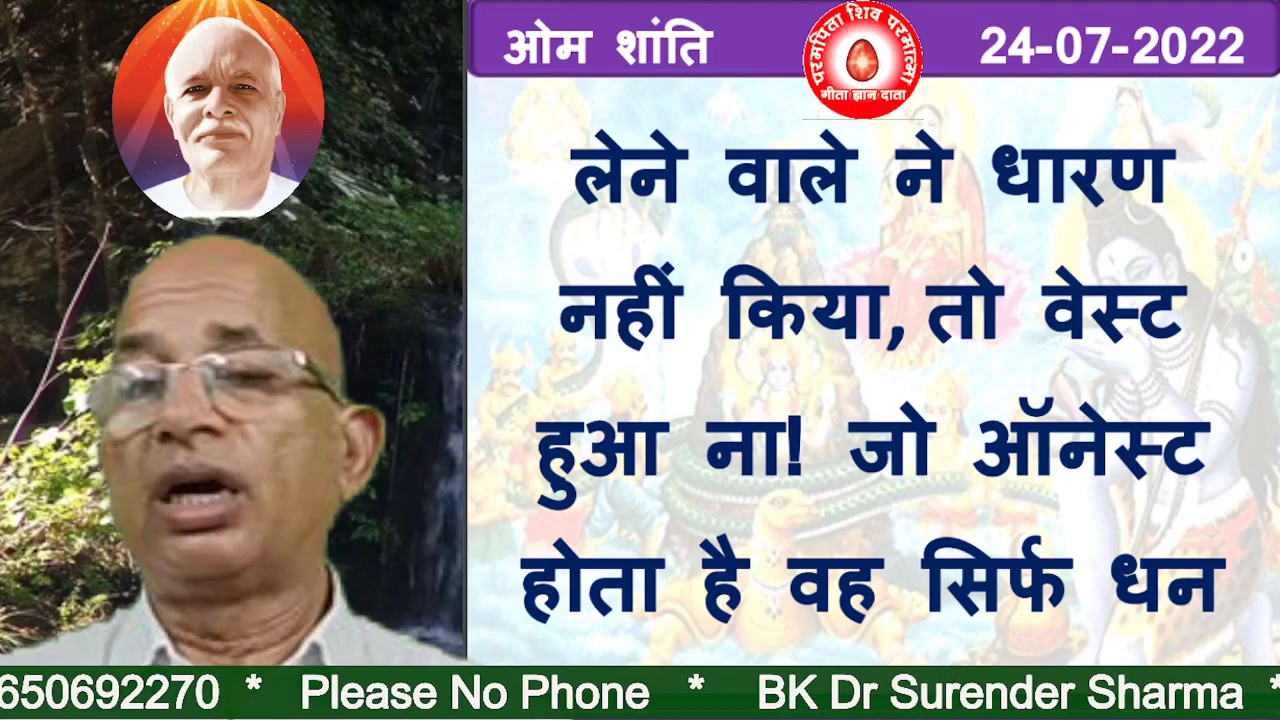 ओम शांति
परमपिता शिव परमात्मा
गीता ज्ञान दाता
24-07-2022
लेने वाले ने धारण
नहीं किया, तो वेस्ट
हुआ ना! जो ऑनेस्ट
होता है वह सिर्फ धन
650692270 * Please No Phone * BK Dr Surender Sharma *